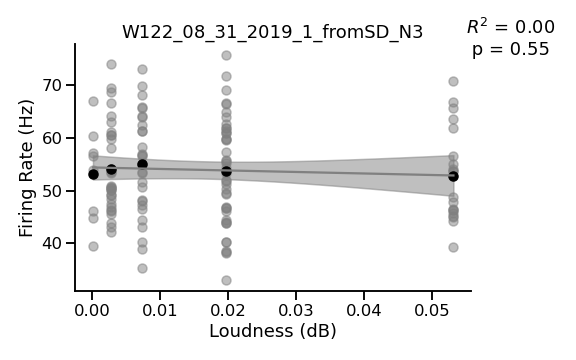 W122_08_31_2019_1_fromSD_N3
R² = 0.00
p = 0.55
Firing Rate (Hz)
70
60
50
40
0.00 0.01 0.02 0.03 0.04 0.05
Loudness (dB)